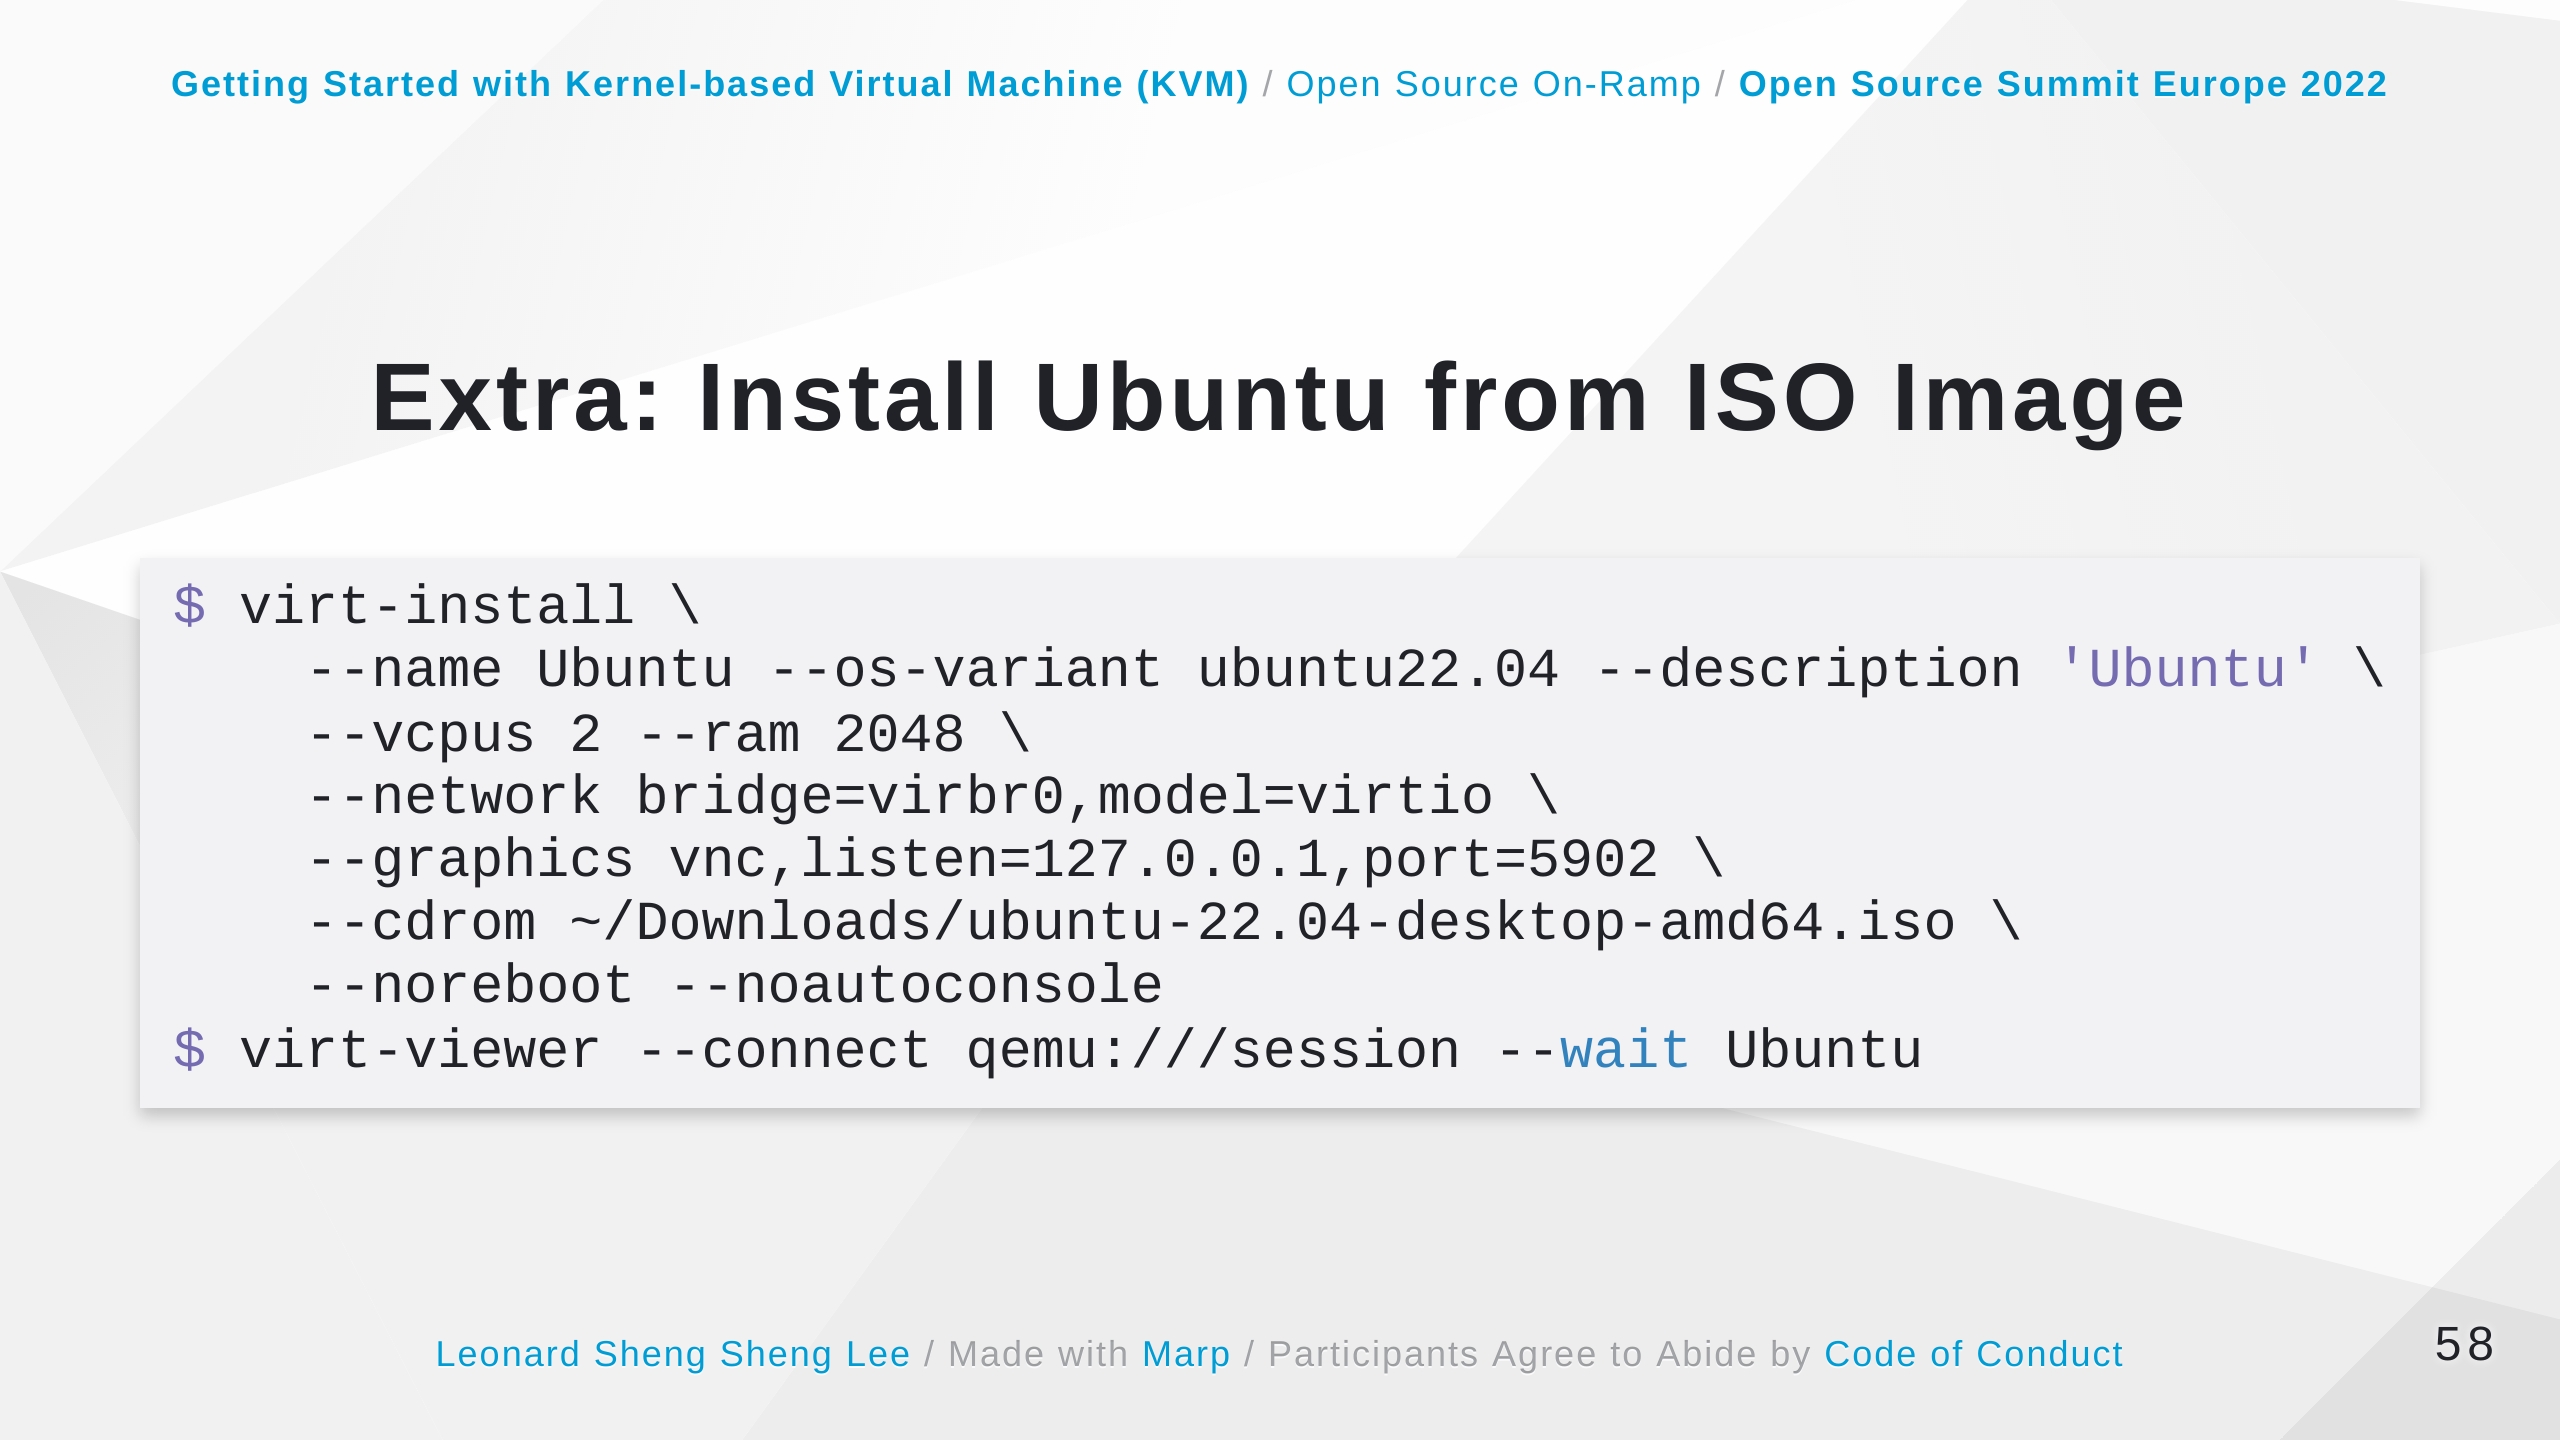 Getting Started with Kernel-based Virtual Machine (KVM) / Open Source On-Ramp / Open Source Summit Europe 2022
Extra: Install Ubuntu from ISO Image
$ virt-install \
    --name Ubuntu --os-variant ubuntu22.04 --description 'Ubuntu' \
    --vcpus 2 --ram 2048 \
    --network bridge=virbr0,model=virtio \
    --graphics vnc,listen=127.0.0.1,port=5902 \
    --cdrom ~/Downloads/ubuntu-22.04-desktop-amd64.iso \
    --noreboot --noautoconsole
$ virt-viewer --connect qemu:///session --wait Ubuntu
Leonard Sheng Sheng Lee / Made with Marp / Participants Agree to Abide by Code of Conduct
58